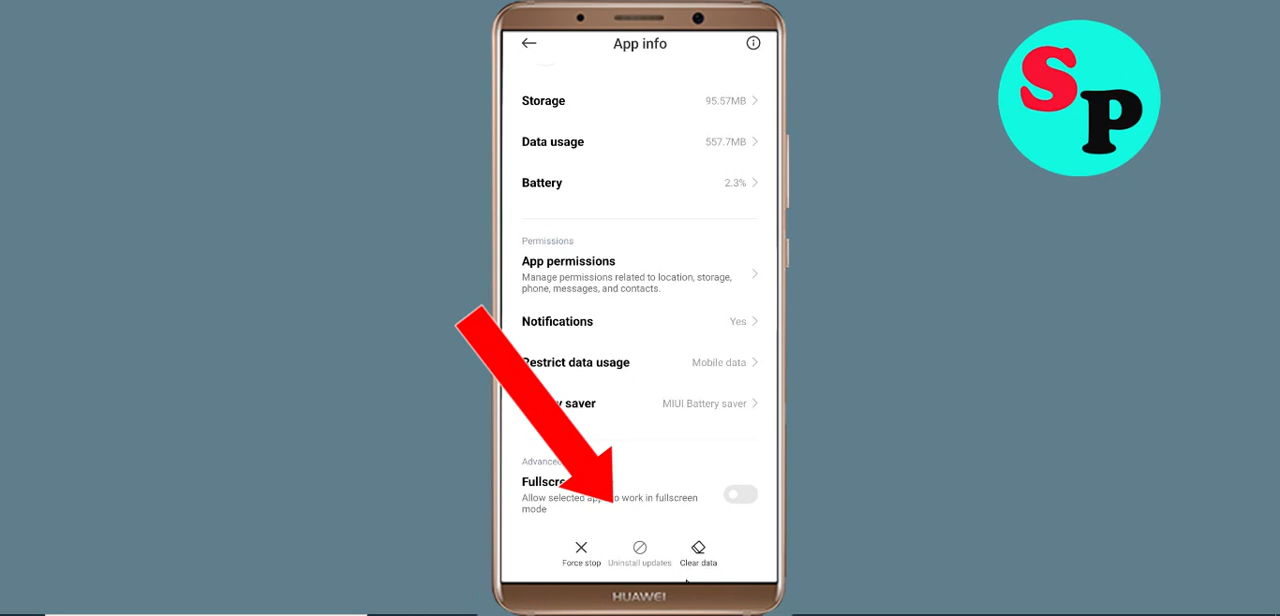 App info
SP
Storage 95.57MB
Data usage 557.7MB
Battery 2.3%
Permissions
App permissions
Manage permissions related to location, storage,
phone, messages, and contacts.
Notifications Yes
Restrict data usage Mobile data
saver MIUI Battery saver
Advanced
Allow selected to work in fullscreen
mode
Force stop Uninstall updates Clear data
HUAWEI